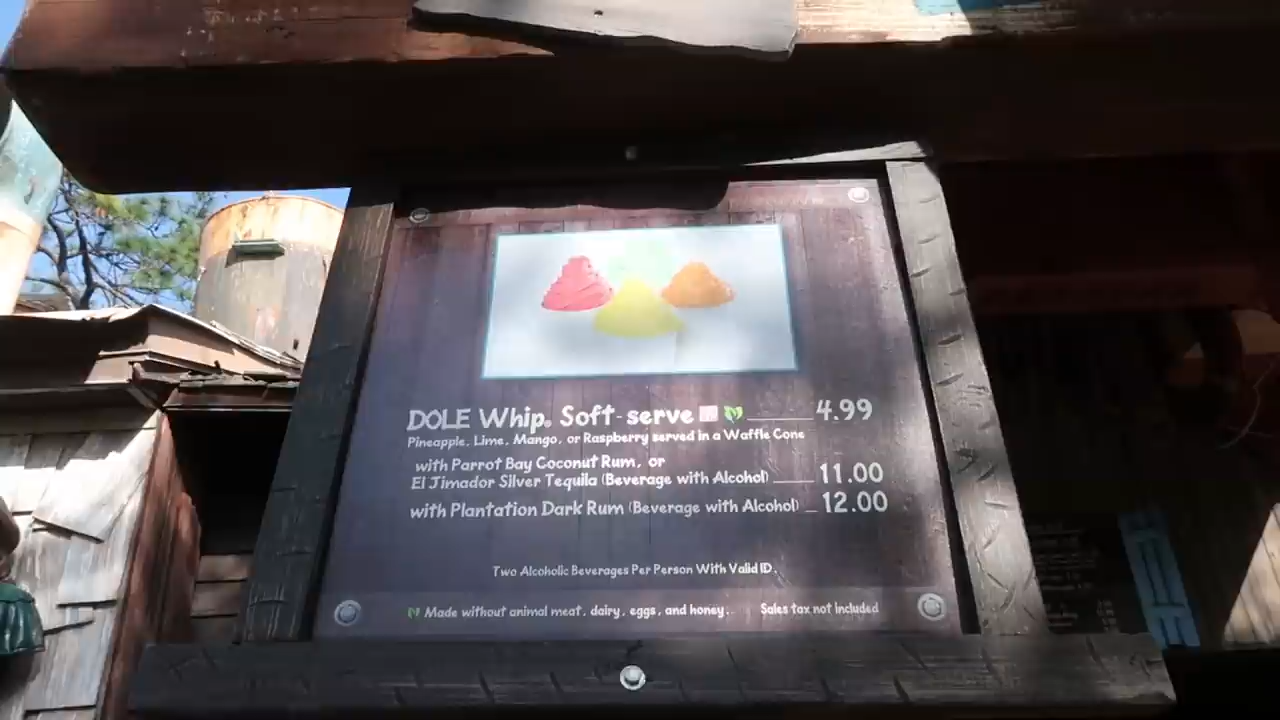 DOLE Whip® Soft-serve 4.99
Pineapple, Lime, Mango, or Raspberry served in a Waffle Cone
with Parrot Bay Coconut Rum, or
El Jimador Silver Tequila (Beverage with Alcohol) 11.00
with Plantation Dark Rum (Beverage with Alcohol) 12.00
Two Alcoholic Beverages Per Person With Valid ID.
Made without animal meat, dairy, eggs, and honey. Sales tax not included